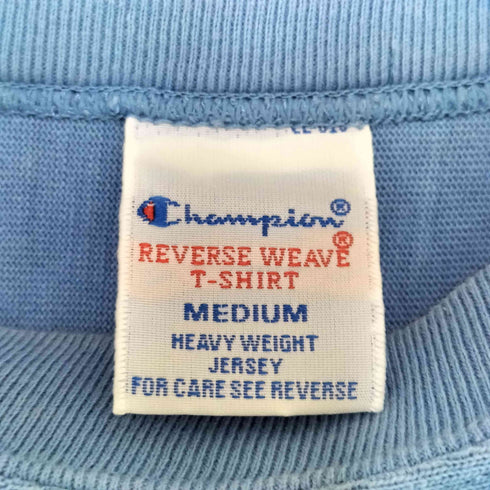 Champion®
REVERSE WEAVE®
T-SHIRT
MEDIUM
HEAVY WEIGHT
JERSEY
FOR CARE SEE REVERSE